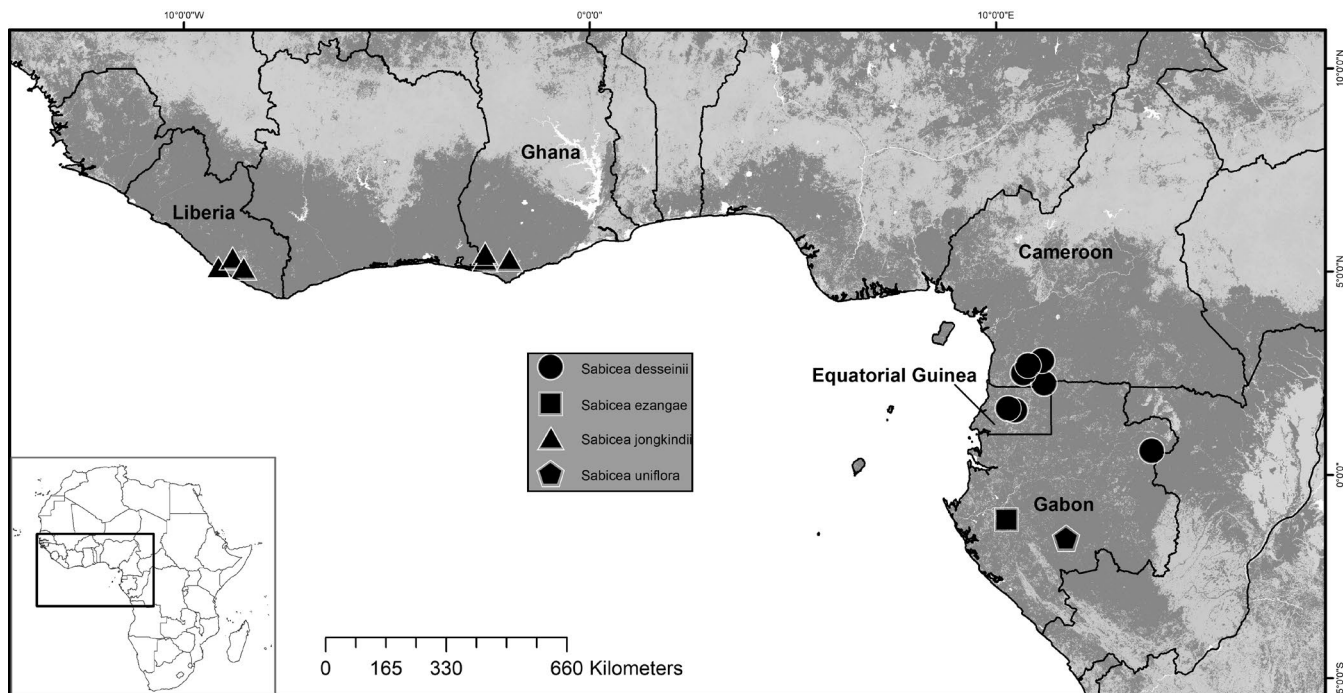 10°0'0"W
0°0'0"
10°0'0"E
10°0'0"N
Ghana
Liberia
Cameroon
5°0'0"N
Sabicea desseinii
Equatorial Guinea
Sabicea ezangae
Sabicea jongkindii
Sabicea uniflora
0°0'0"
Gabon
0 165 330 660 Kilometers
5°0'0"S